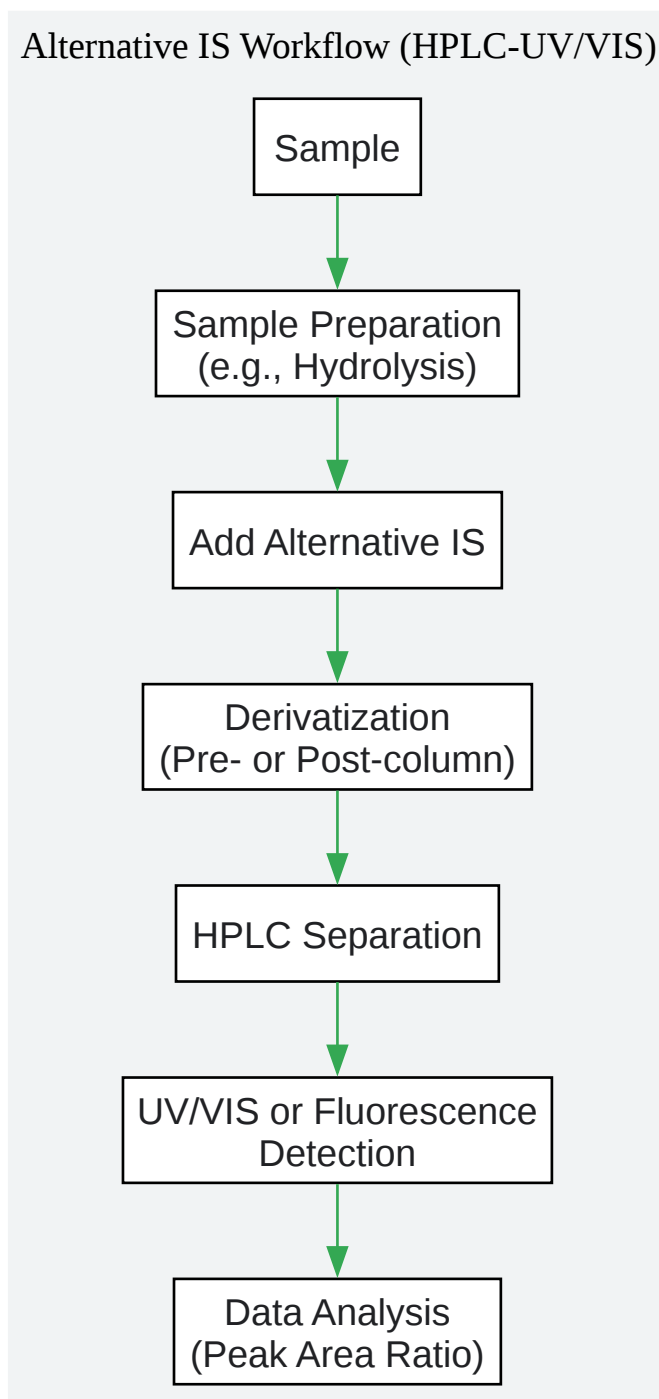 Alternative IS Workflow (HPLC-UV/VIS)
Sample
Sample Preparation
(e.g., Hydrolysis)
Add Alternative IS
Derivatization
(Pre- or Post-column)
HPLC Separation
UV/VIS or Fluorescence
Detection
Data Analysis
(Peak Area Ratio)